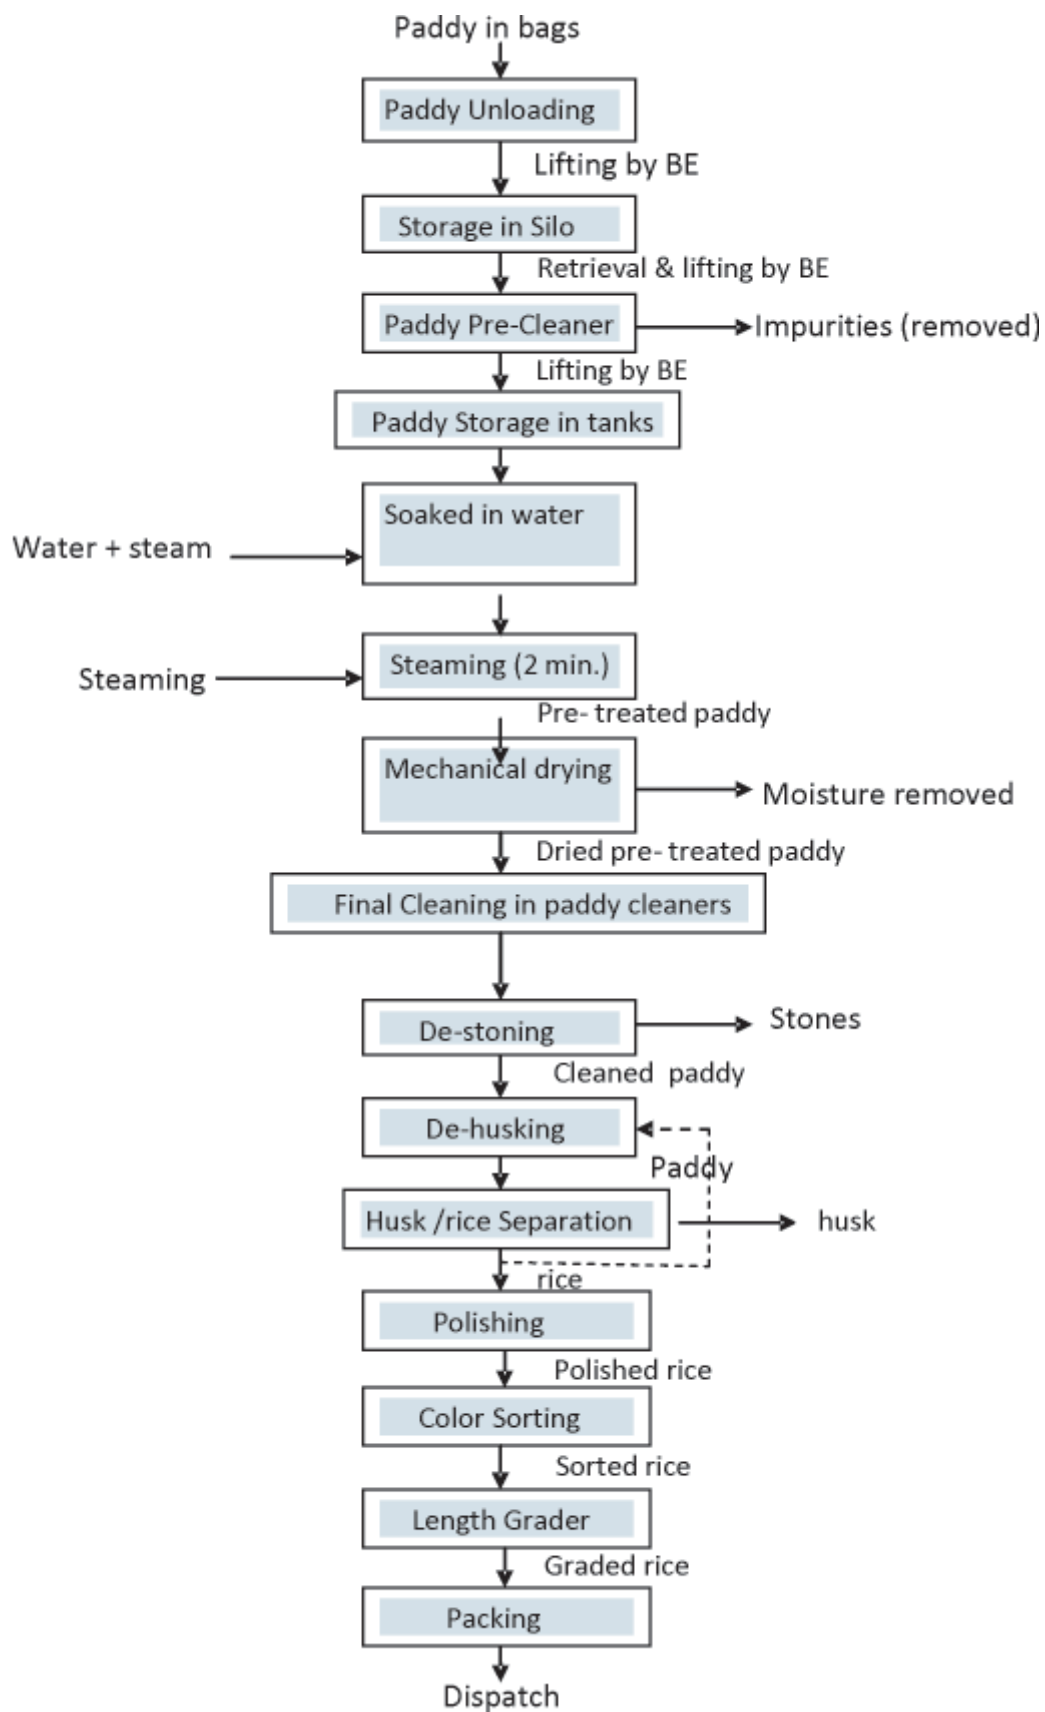 Paddy in bags
Paddy Unloading
Lifting by BE
Storage in Silo
Retrieval & lifting by BE
Paddy Pre-Cleaner
Impurities (removed)
Lifting by BE
Paddy Storage in tanks
Soaked in water
Water + steam
Steaming (2 min.)
Steaming
Pre- treated paddy
Mechanical drying
Moisture removed
Dried pre- treated paddy
Final Cleaning in paddy cleaners
De-stoning
Stones
Cleaned paddy
De-husking
Paddy
Husk /rice Separation
husk
rice
Polishing
Polished rice
Color Sorting
Sorted rice
Length Grader
Graded rice
Packing
Dispatch